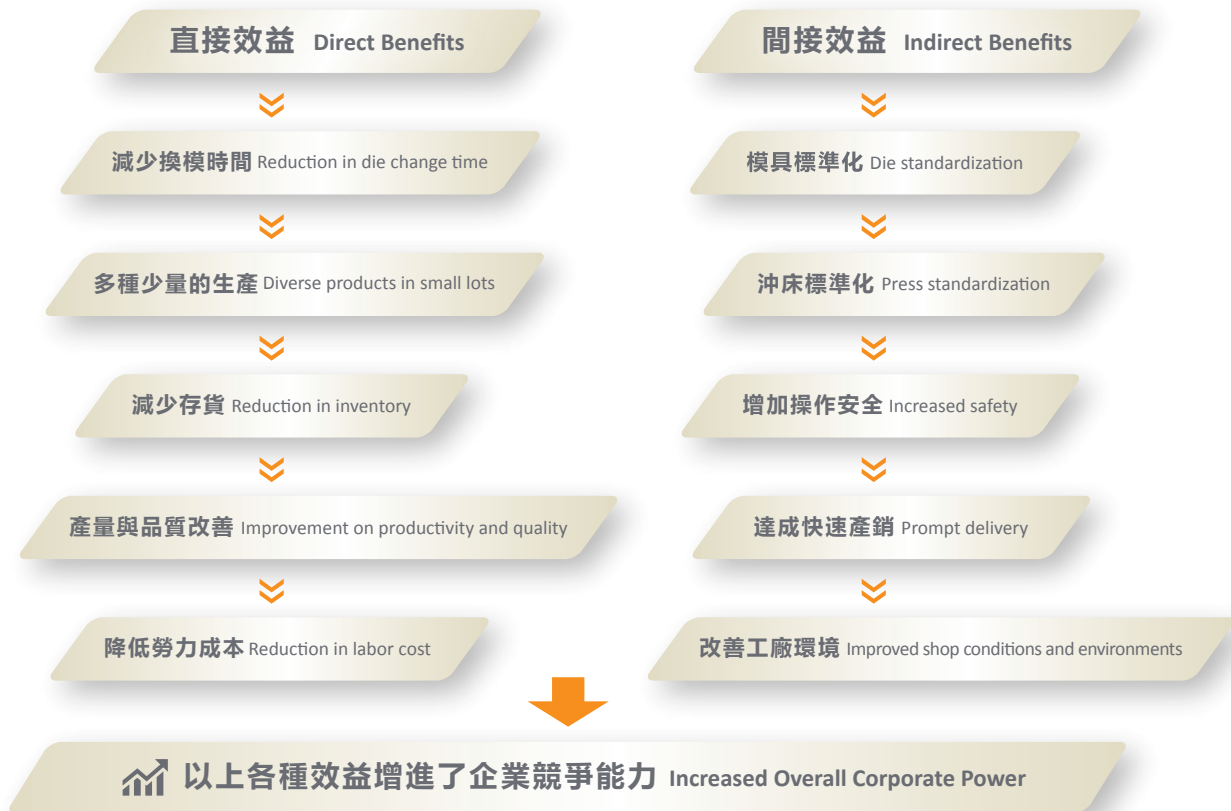 直接效益 Direct Benefits
減少換模時間 Reduction in die change time
多種少量的生產 Diverse products in small lots
減少存貨 Reduction in inventory
產量與品質改善 Improvement on productivity and quality
降低勞力成本 Reduction in labor cost
間接效益 Indirect Benefits
模具標準化 Die standardization
沖床標準化 Press standardization
增加操作安全 Increased safety
達成快速產銷 Prompt delivery
改善工廠環境 Improved shop conditions and environments
以上各種效益增進了企業競爭能力 Increased Overall Corporate Power